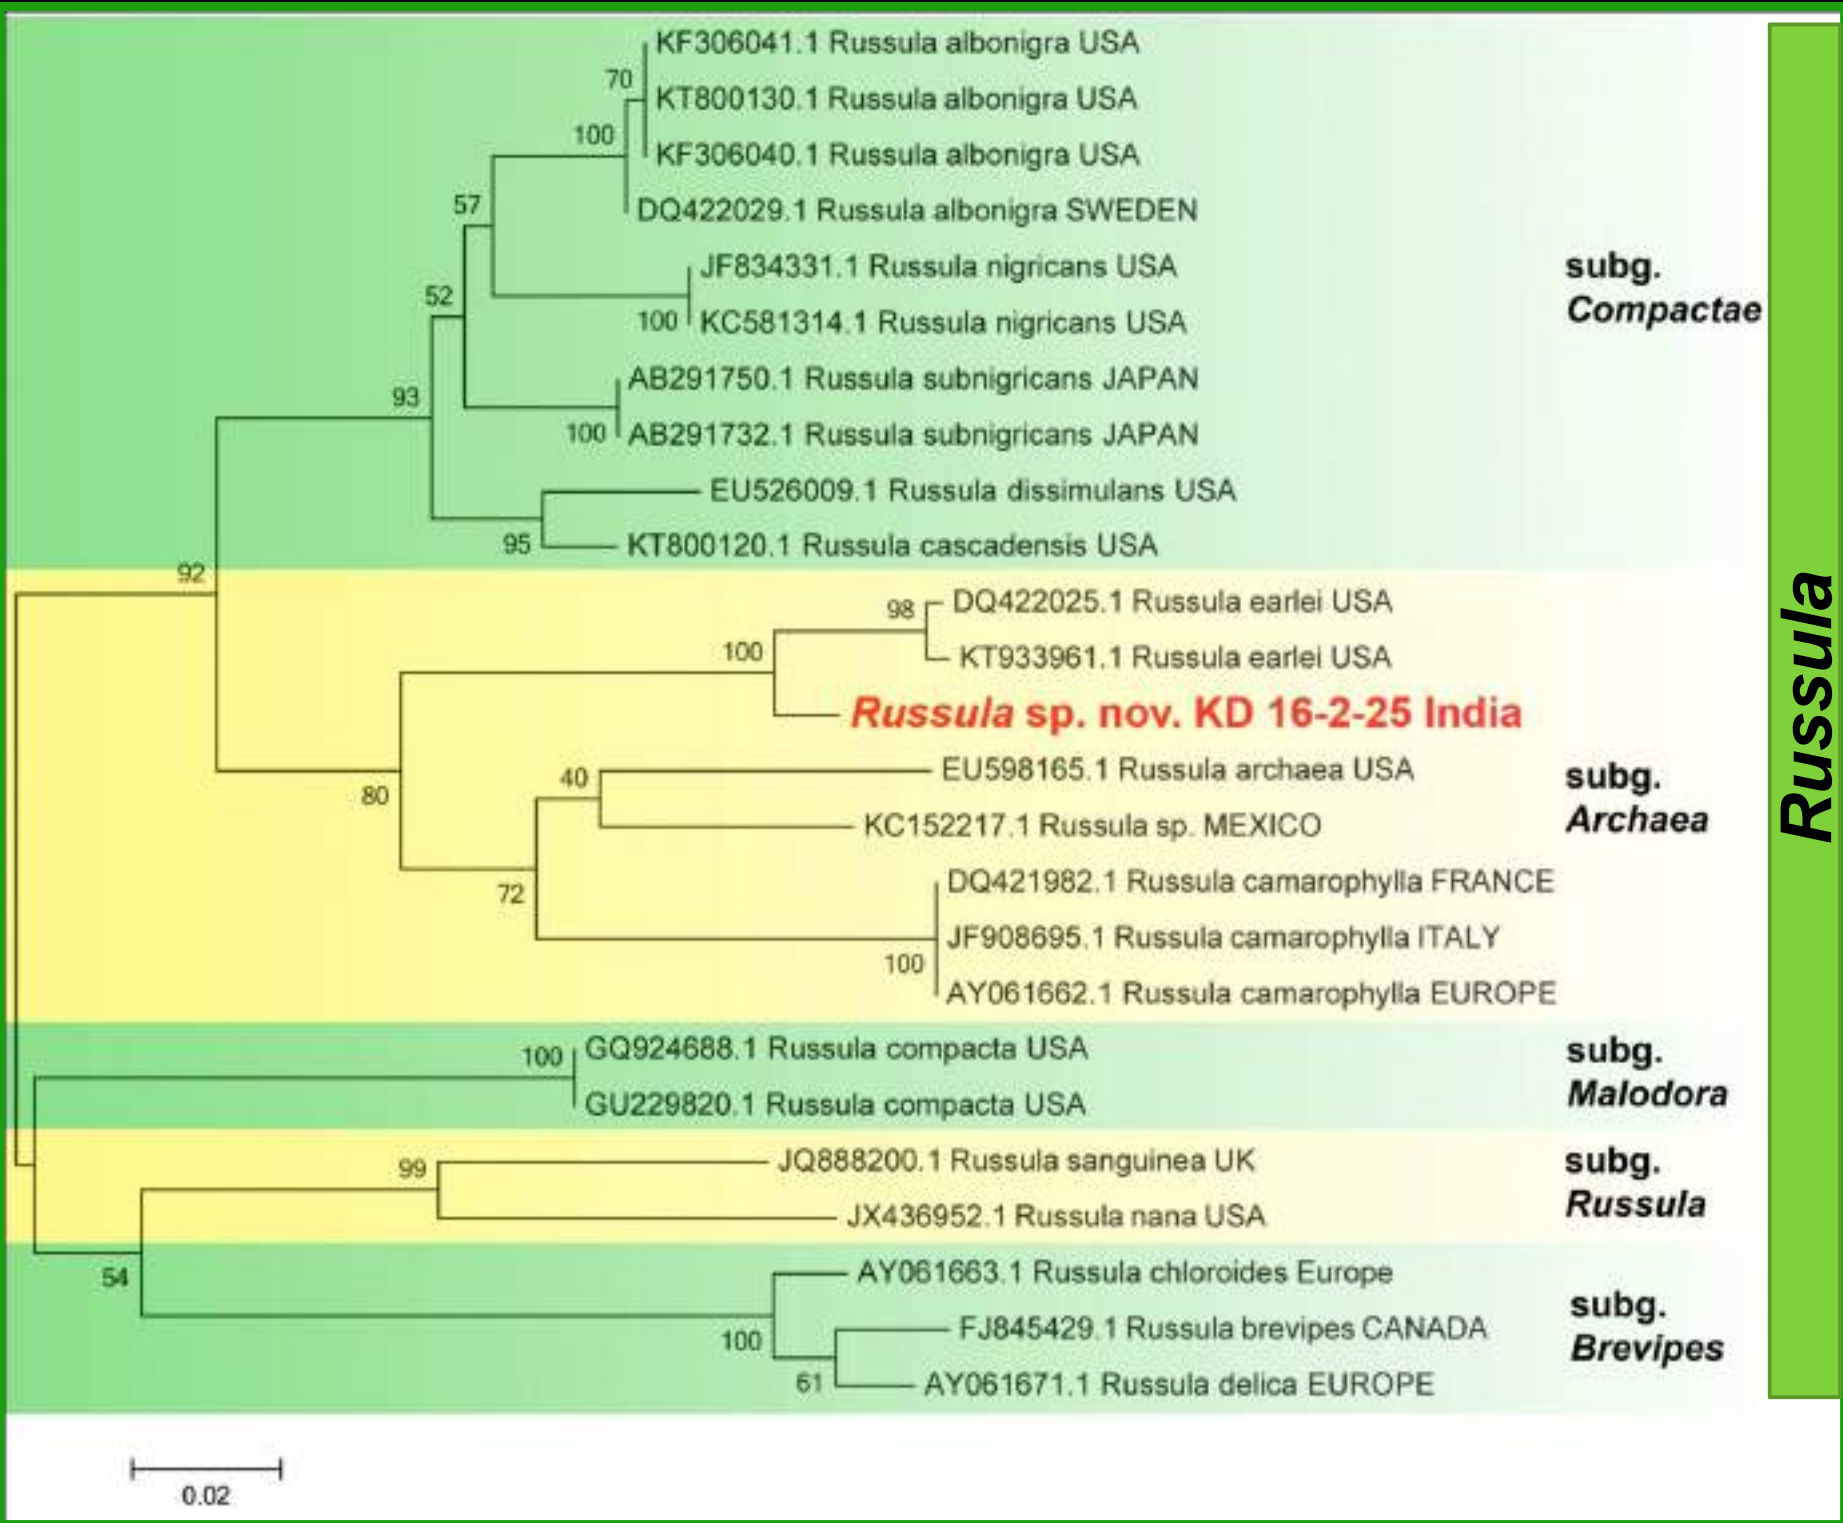 KF306041.1 Russula albonigra USA
70
KT800130.1 Russula albonigra USA
100
KF306040.1 Russula albonigra USA
57
DQ422029.1 Russula albonigra SWEDEN
JF834331.1 Russula nigricans USA
subg.
Compactae
52
100
KC581314.1 Russula nigricans USA
AB291750.1 Russula subnigricans JAPAN
93
100
AB291732.1 Russula subnigricans JAPAN
EU526009.1 Russula dissimulans USA
95
KT800120.1 Russula cascadensis USA
92
98
DQ422025.1 Russula earlei USA
100
KT933961.1 Russula earlei USA
Russula sp. nov. KD 16-2-25 India
40
EU598165.1 Russula archaea USA
subg.
Archaea
80
KC152217.1 Russula sp. MEXICO
72
DQ421982.1 Russula camarophylla FRANCE
JF908695.1 Russula camarophylla ITALY
100
AY061662.1 Russula camarophylla EUROPE
100
GQ924688.1 Russula compacta USA
subg.
Malodora
GU229820.1 Russula compacta USA
99
JQ888200.1 Russula sanguinea UK
subg.
Russula
JX436952.1 Russula nana USA
54
AY061663.1 Russula chloroides Europe
subg.
Brevipes
100
FJ845429.1 Russula brevipes CANADA
61
AY061671.1 Russula delica EUROPE
0.02
Russula